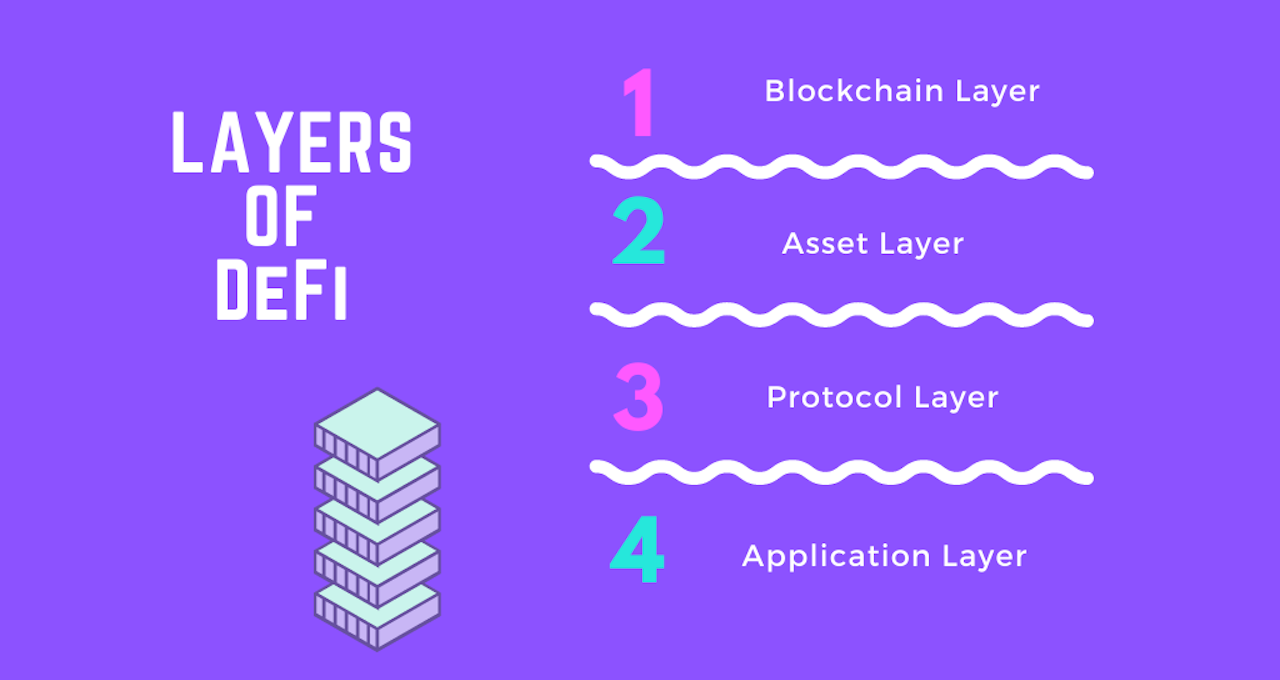 LAYERS
OF
DEFI
1
Blockchain Layer
2
Asset Layer
3
Protocol Layer
4
Application Layer